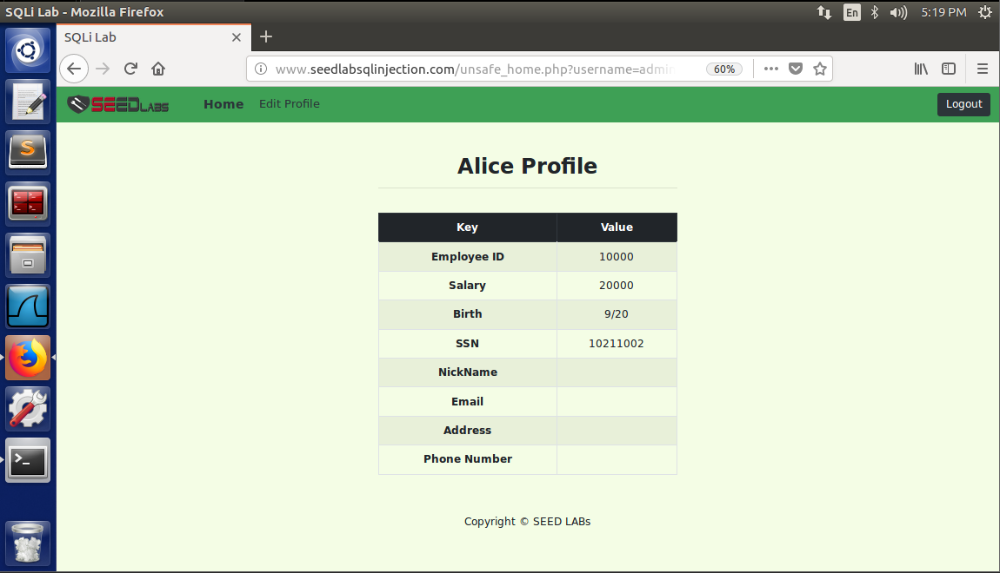 SQLi Lab - Mozilla Firefox
En
5:19 PM
SQLi Lab
www.seedlabsqlinjection.com/unsafe_home.php?username=admin
60%
SEEDLABS
Home
Edit Profile
Logout
Alice Profile
Key Value
Employee ID 10000
Salary 20000
Birth 9/20
SSN 10211002
NickName
Email
Address
Phone Number
Copyright © SEED LABs